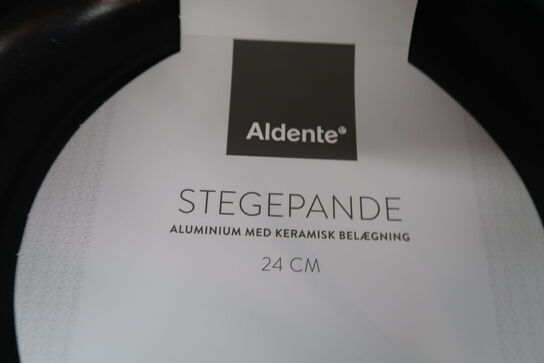 Aldente®
STEGEPANDE
ALUMINIUM MED KERAMISK BELÆGNING
24 CM